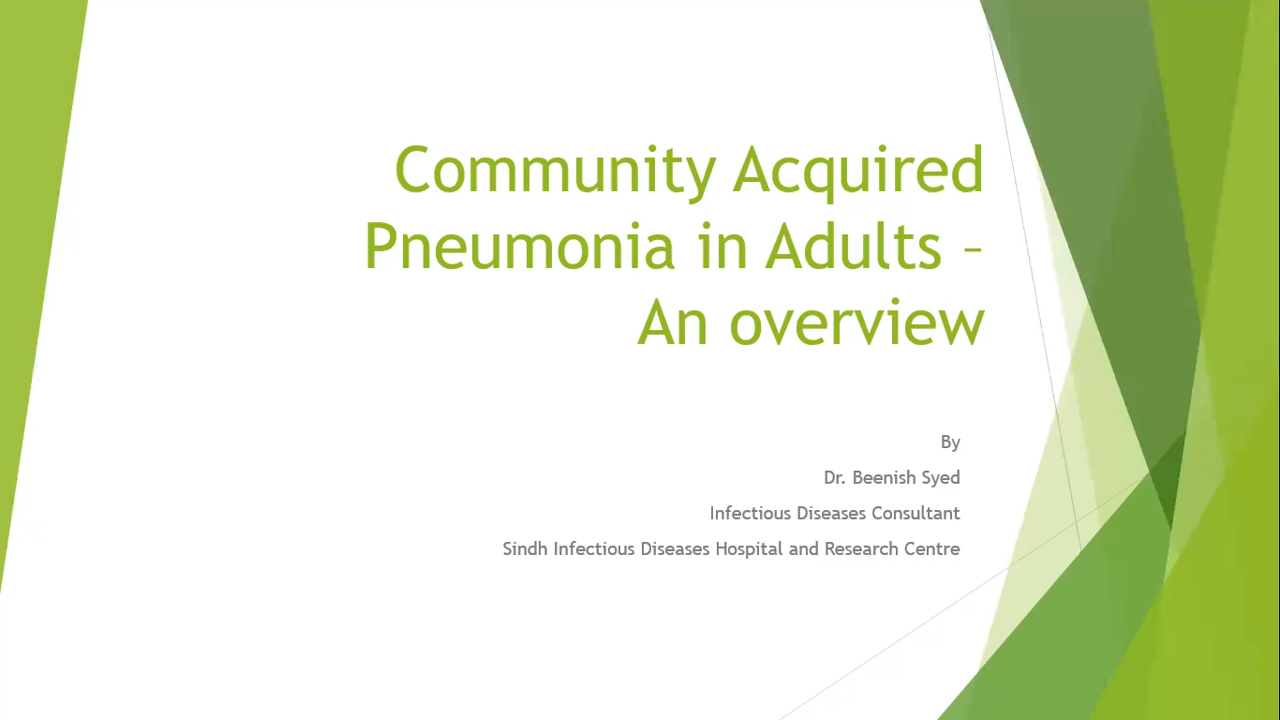 Community Acquired
Pneumonia in Adults –
An overview
By
Dr. Beenish Syed
Infectious Diseases Consultant
Sindh Infectious Diseases Hospital and Research Centre